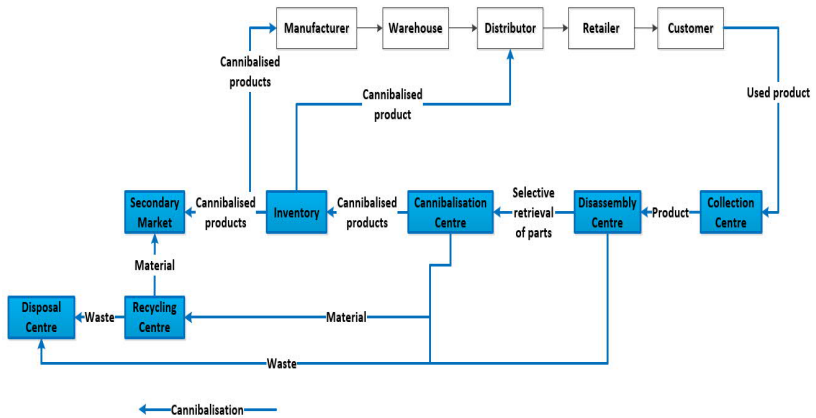 Manufacturer
Warehouse
Distributor
Retailer
Customer
Cannibalised
products
Cannibalised
product
Used product
Secondary
Market
Cannibalised
products
Inventory
Cannibalised
products
Cannibalisation
Centre
Selective
retrieval
of parts
Disassembly
Centre
Product
Collection
Centre
Material
Disposal
Centre
Waste
Recycling
Centre
Material
Waste
Cannibalisation